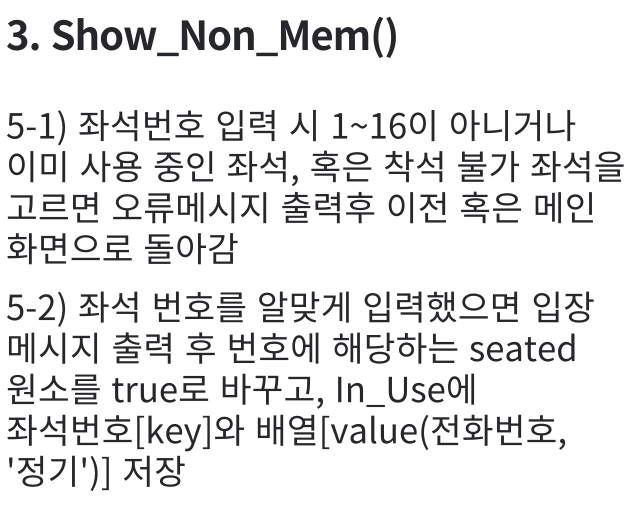 3. Show_Non_Mem()
5-1) 좌석번호 입력 시 1~16이 아니거나
이미 사용 중인 좌석, 혹은 착석 불가 좌석을
고르면 오류메시지 출력후 이전 혹은 메인
화면으로 돌아감
5-2) 좌석 번호를 알맞게 입력했으면 입장
메시지 출력 후 번호에 해당하는 seated
원소를 true로 바꾸고, In_Use에
좌석번호[key]와 배열[value(전화번호,
'정기')] 저장